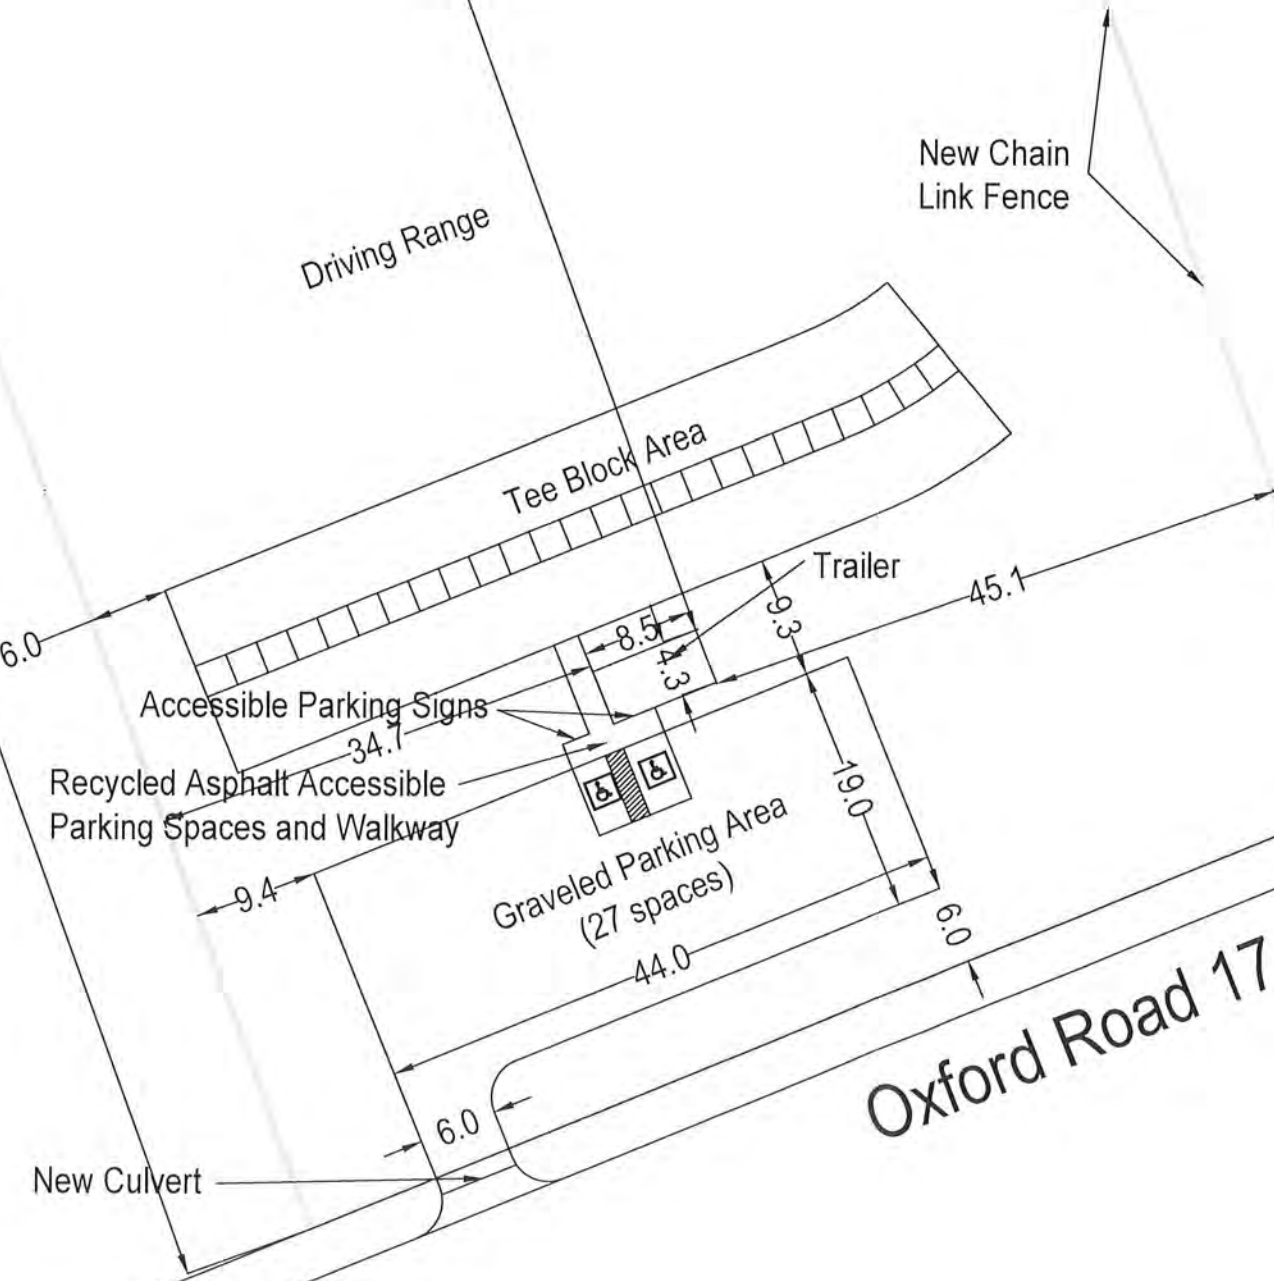 New Chain
Link Fence
Driving Range
Tee Block Area
Trailer
45.1
9.3
8.5
4.3
6.0
Accessible Parking Signs
34.7
Recycled Asphalt Accessible
Parking Spaces and Walkway
19.0
Graveled Parking Area
(27 spaces)
9.4
44.0
6.0
Oxford Road 17
6.0
New Culvert